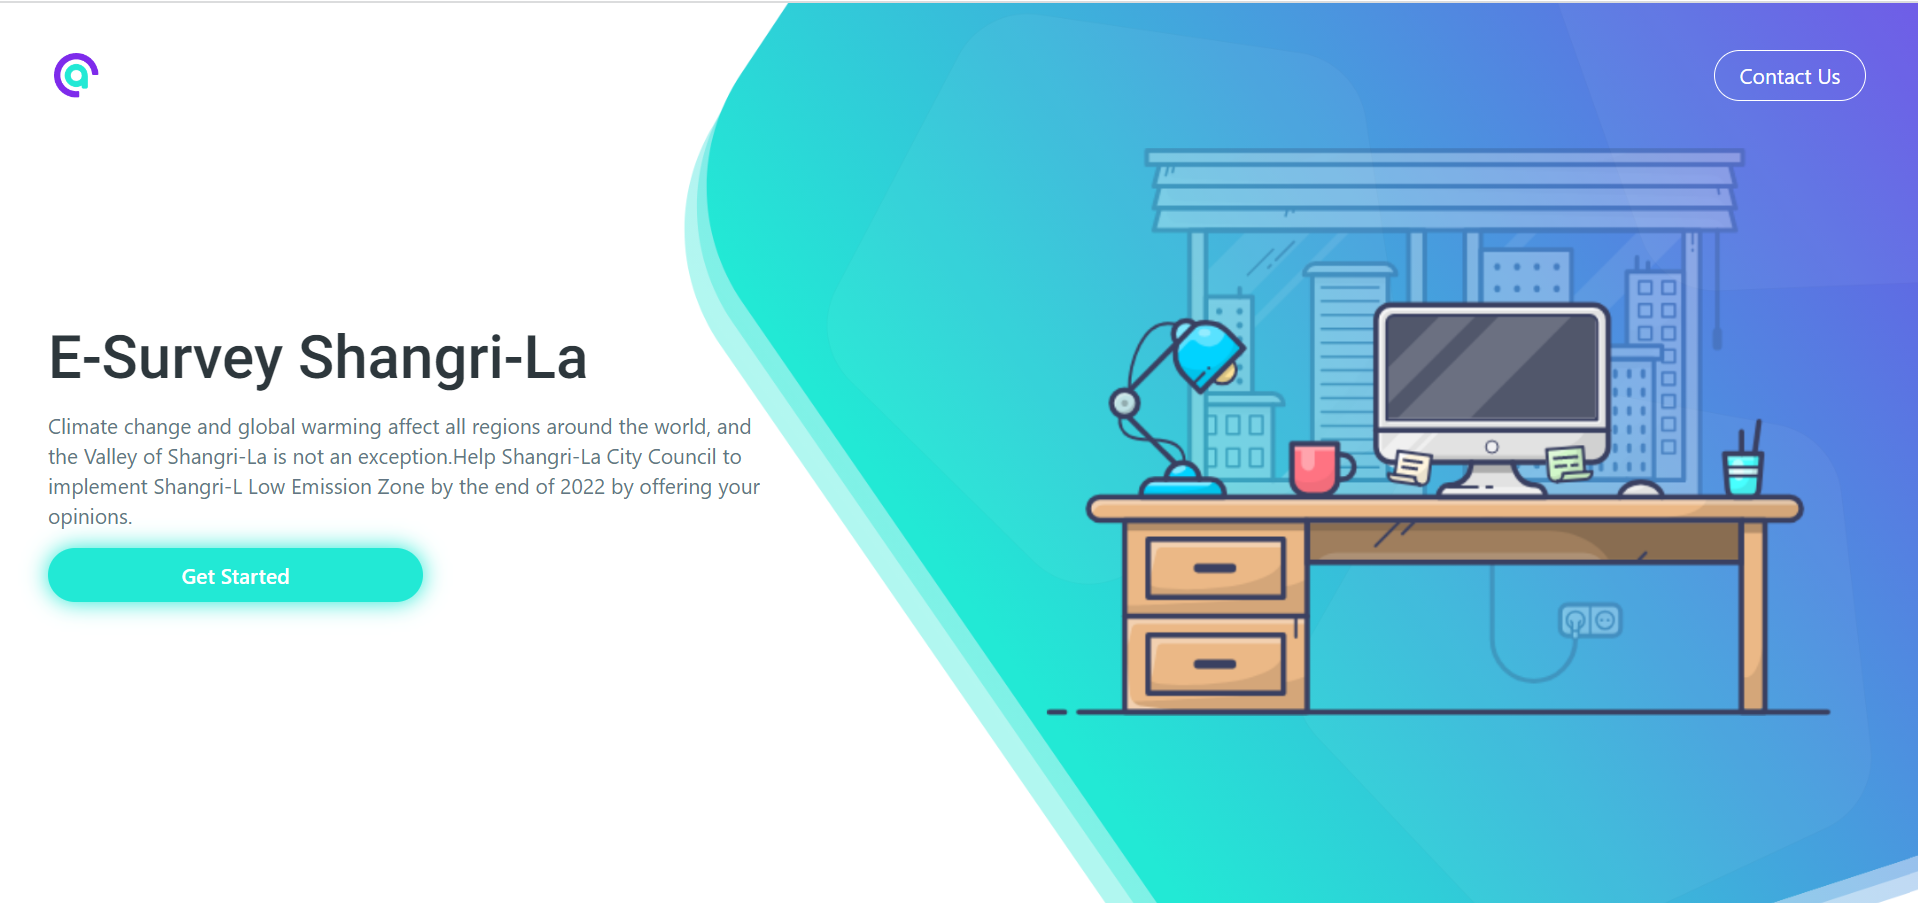 Contact Us
E-Survey Shangri-La
Climate change and global warming affect all regions around the world, and
the Valley of Shangri-La is not an exception.Help Shangri-La City Council to
implement Shangri-L Low Emission Zone by the end of 2022 by offering your
opinions.
Get Started